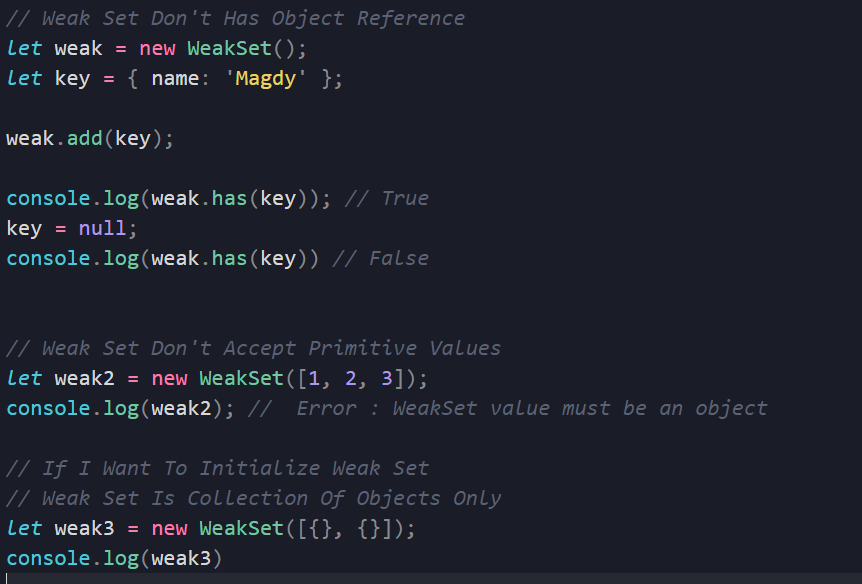 // Weak Set Don't Has Object Reference
let weak = new WeakSet();
let key = { name: 'Magdy' };
weak.add(key);
console.log(weak.has(key)); // True
key = null;
console.log(weak.has(key)) // False
// Weak Set Don't Accept Primitive Values
let weak2 = new WeakSet([1, 2, 3]);
console.log(weak2); //  Error : WeakSet value must be an object
// If I Want To Initialize Weak Set
// Weak Set Is Collection Of Objects Only
let weak3 = new WeakSet([{}, {}]);
console.log(weak3)